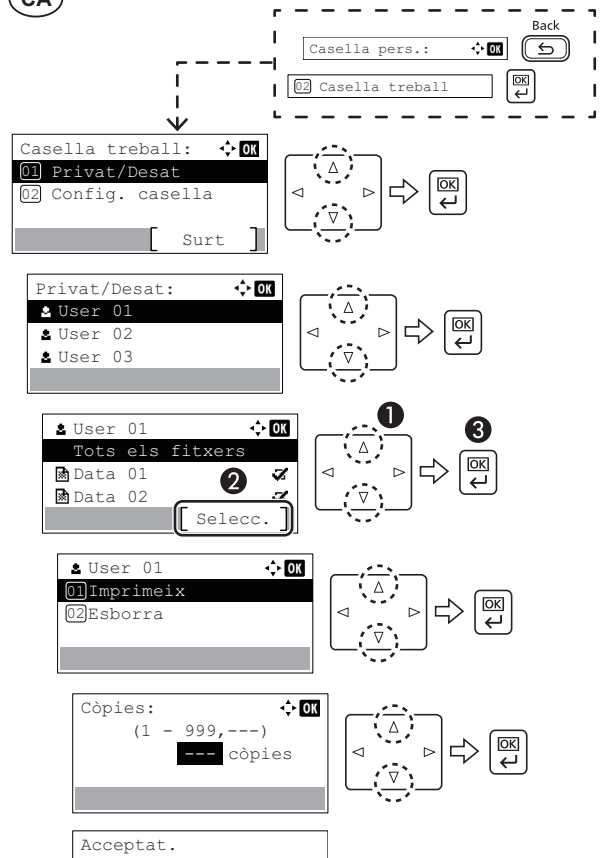 CA
Back
Casella pers.: OK
02 Casella treball OK
Casella treball: OK
01 Privat/Desat
02 Config. casella
[ Surt ]
OK
Privat/Desat: OK
User 01
User 02
User 03
OK
User 01 OK
Tots els fitxers
Data 01
Data 02
[ Selecc. ]
1
2
3
OK
User 01 OK
01 Imprimeix
02 Esborra
OK
Còpies: OK
(1 - 999,---)
--- còpies
OK
Acceptat.